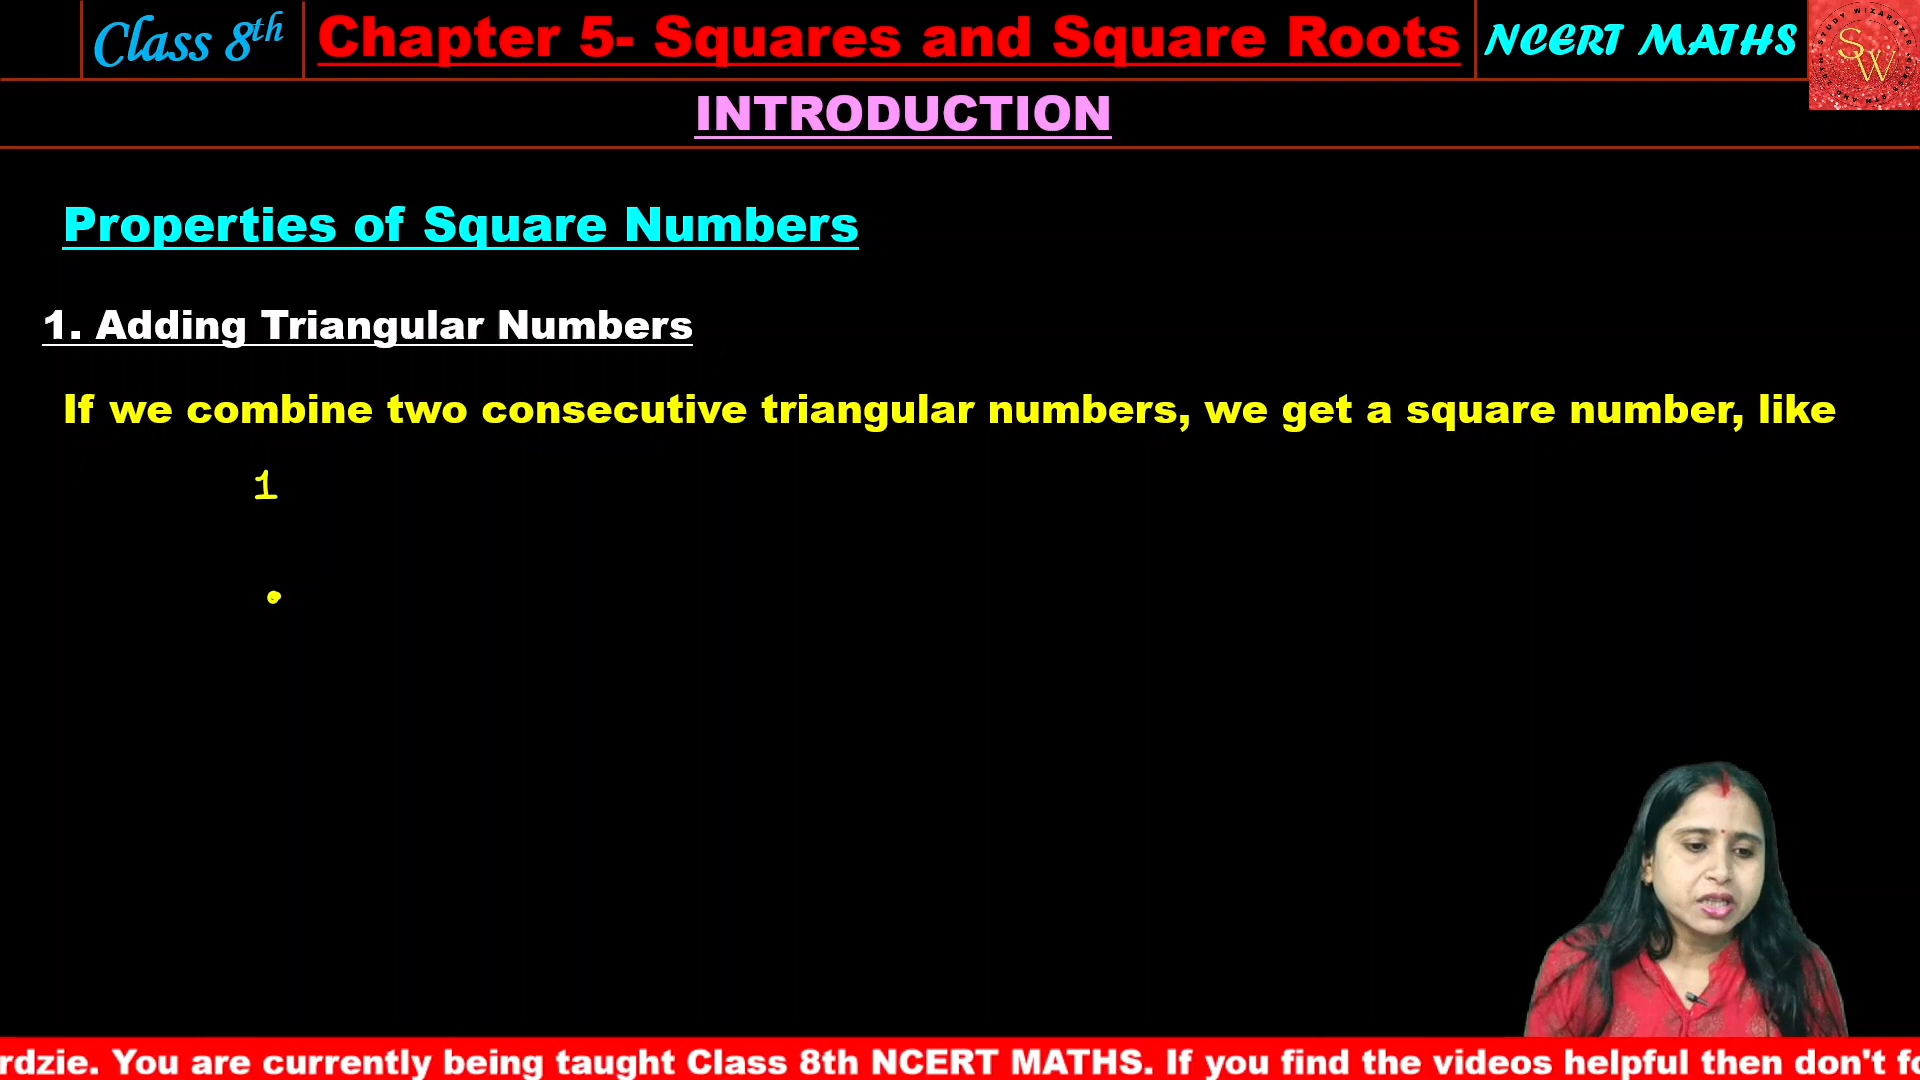 Class 8th Chapter 5- Squares and Square Roots NCERT MATHS
SW
INTRODUCTION
Properties of Square Numbers
1. Adding Triangular Numbers
If we combine two consecutive triangular numbers, we get a square number, like
1
rdzie. You are currently being taught Class 8th NCERT MATHS. If you find the videos helpful then don't fo